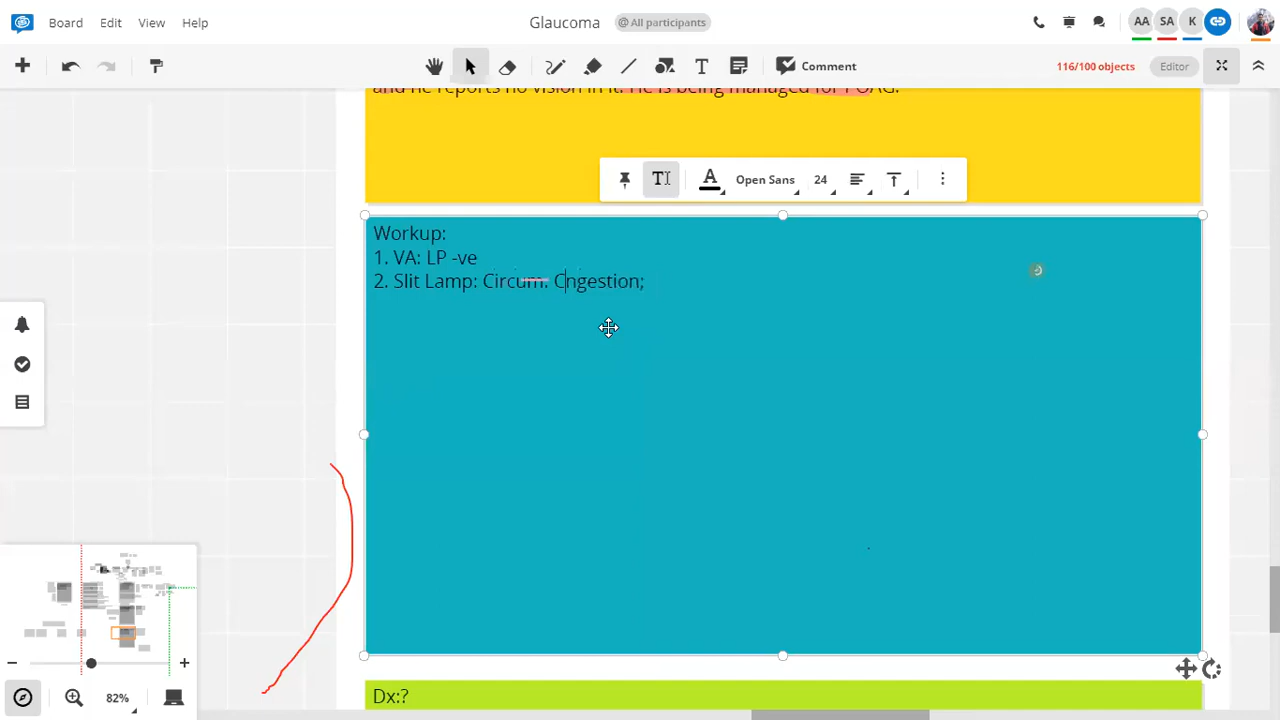 Board Edit View Help Glaucoma @ All participants AA SA K
Comment 116/100 objects Editor
and he reports no vision in it. He is being managed for POAG.
T A Open Sans 24
Workup:
1. VA: LP -ve
2. Slit Lamp: Circum. Cngestion;
82%
Dx:?